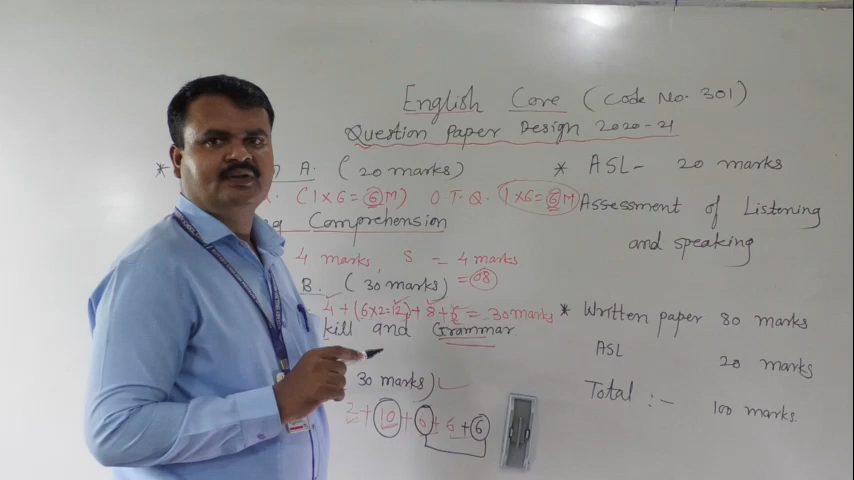 English Core (Code No. 301)
Question Paper Design 2020-21
* A. (20 marks)
(1x6=6M) O T.Q. 1x6=6M
Comprehension
4 marks, S = 4 marks
= 08
B. (30 marks)
4+(6x2=12)+8+6= 30 marks
kill and Grammar
30 marks)
2+10+6+6+6
* ASL- 20 marks
Assessment of Listening
and speaking
* Written paper 80 marks
ASL 20 marks
Total :- 100 marks.